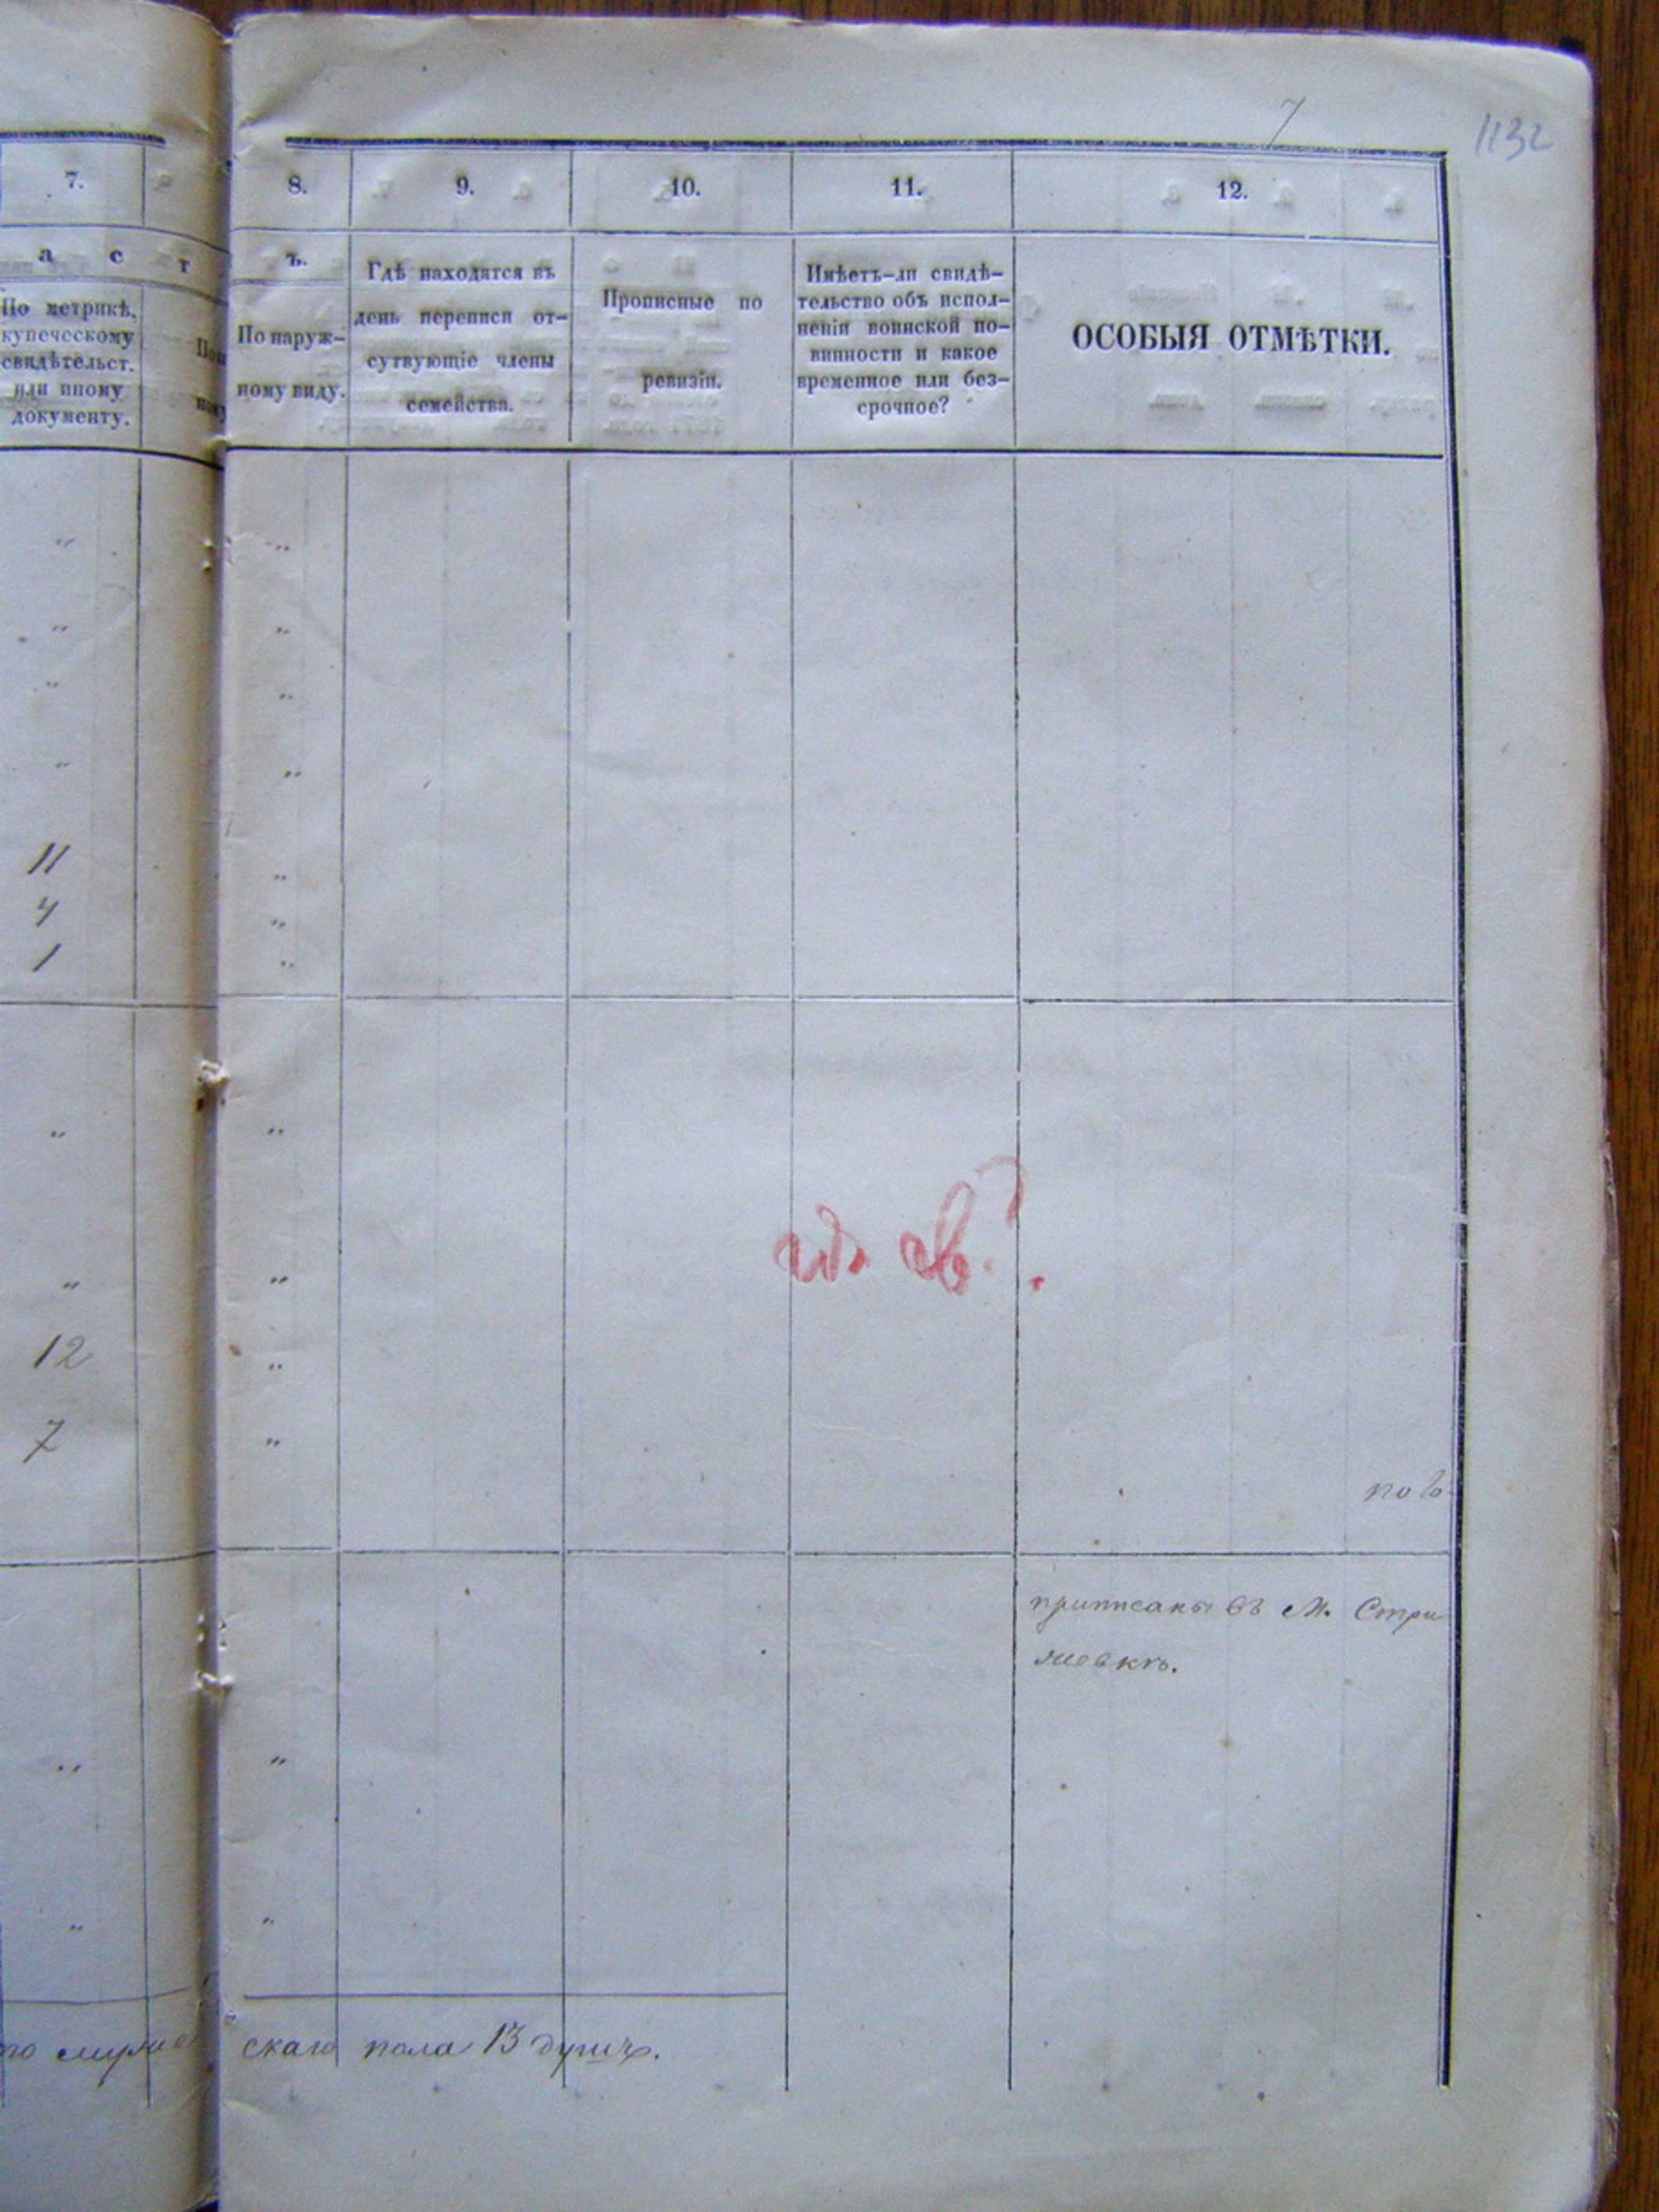 7
1132
7.
8.
9.
10.
11.
12.
а с т
ъ.
По метрикѣ,
купеческому
свидѣтельст.
или иному
документу.
По наруж-
ному виду.
Гдѣ находятся въ
день переписи от-
сутвующіе члены
семейства.
Прописные по
ревизіи.
Имѣетъ-ли свидѣ-
тельство объ испол-
неніи воинской по-
винности и какое
временное или без-
срочное?
ОСОБЫЯ ОТМѢТКИ.
11
4
1
12
7
приписаны въ м. Стри
жевкѣ.
скаго пола 13 душъ.